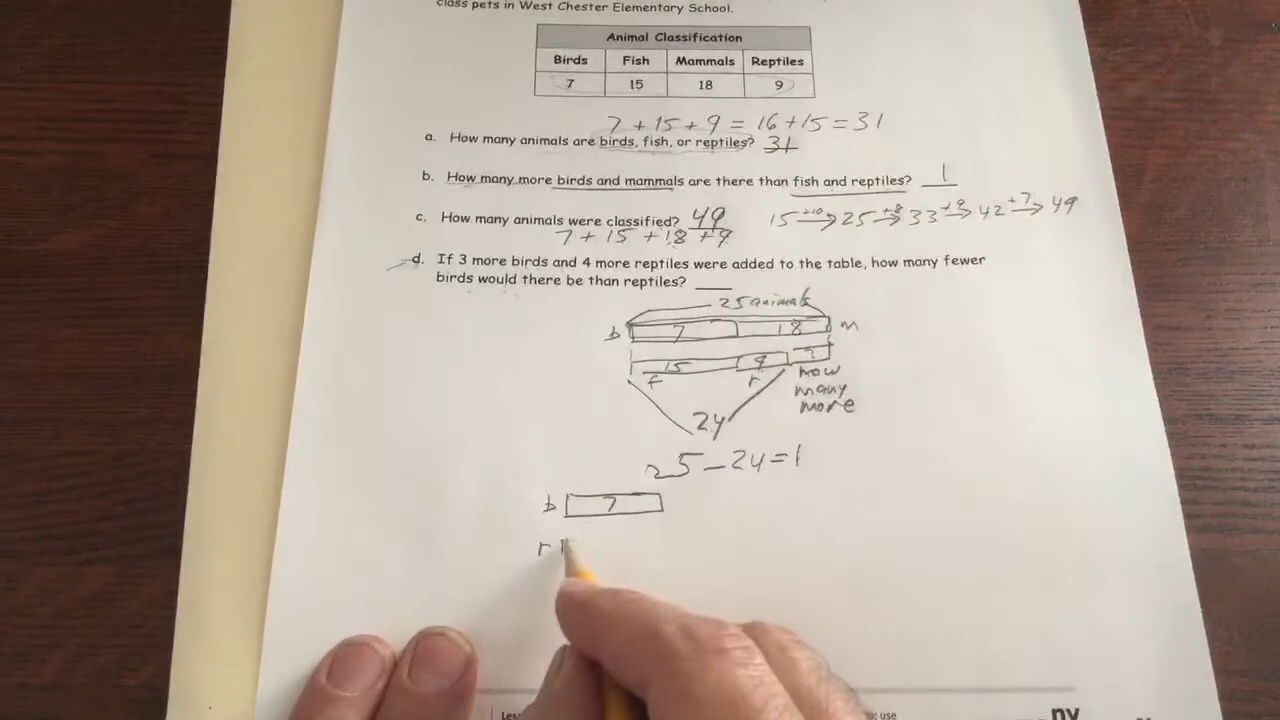 class pets in West Chester Elementary School.
Animal Classification
Birds Fish Mammals Reptiles
7 15 18 9
7 + 15 + 9 = 16 + 15 = 31
a. How many animals are birds, fish, or reptiles? 31
b. How many more birds and mammals are there than fish and reptiles? 1
c. How many animals were classified? 49
15 +10 25 +8 33 +9 42 +7 49
7 + 15 + 18 + 9
d. If 3 more birds and 4 more reptiles were added to the table, how many fewer
birds would there be than reptiles?
25 animals
b 7 18 m
15 9 ?
f r how
many
more
24
25 - 24 = 1
b 7
r
use
ny